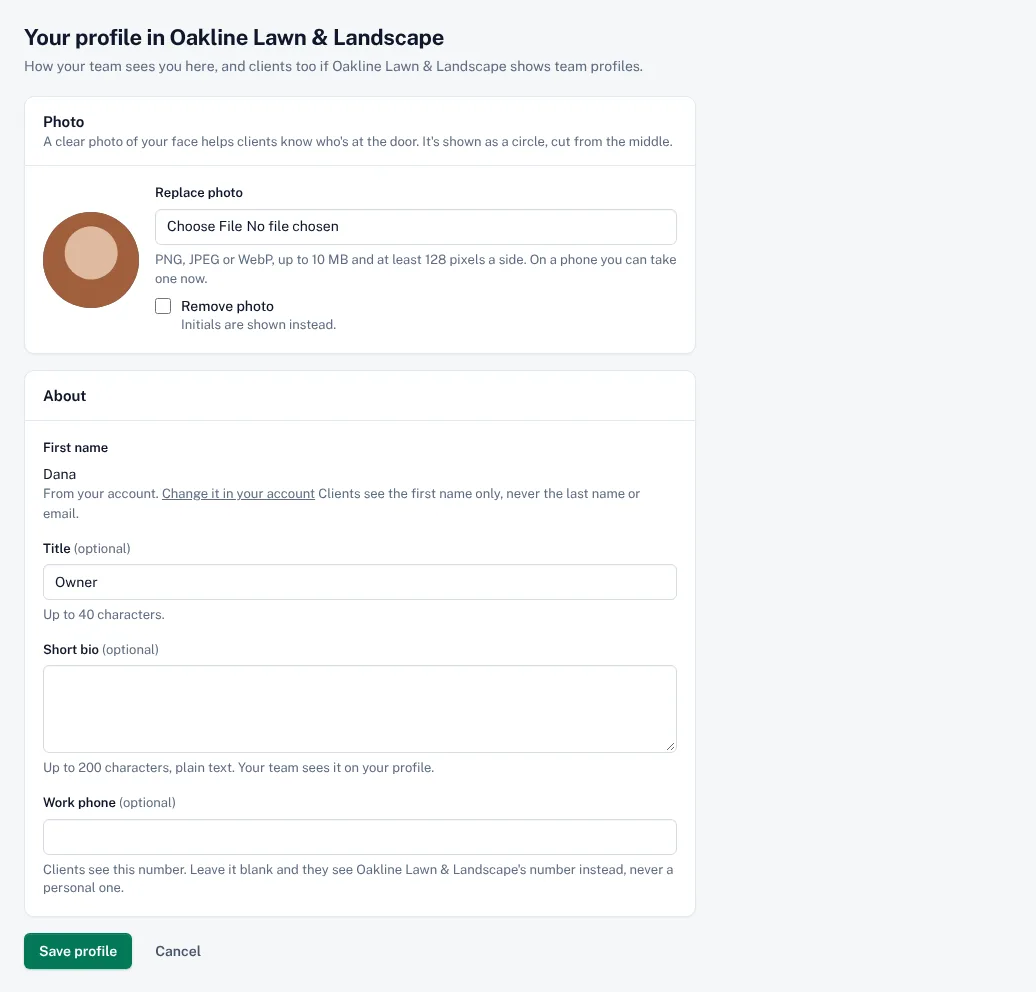 Your profile in Oakline Lawn & Landscape
How your team sees you here, and clients too if Oakline Lawn & Landscape shows team profiles.
Photo
A clear photo of your face helps clients know who's at the door. It's shown as a circle, cut from the middle.
Replace photo
Choose File No file chosen
PNG, JPEG or WebP, up to 10 MB and at least 128 pixels a side. On a phone you can take
one now.
Remove photo
Initials are shown instead.
About
First name
Dana
From your account. Change it in your account Clients see the first name only, never the last name or
email.
Title (optional)
Owner
Up to 40 characters.
Short bio (optional)
Up to 200 characters, plain text. Your team sees it on your profile.
Work phone (optional)
Clients see this number. Leave it blank and they see Oakline Lawn & Landscape's number instead, never a
personal one.
Save profile
Cancel